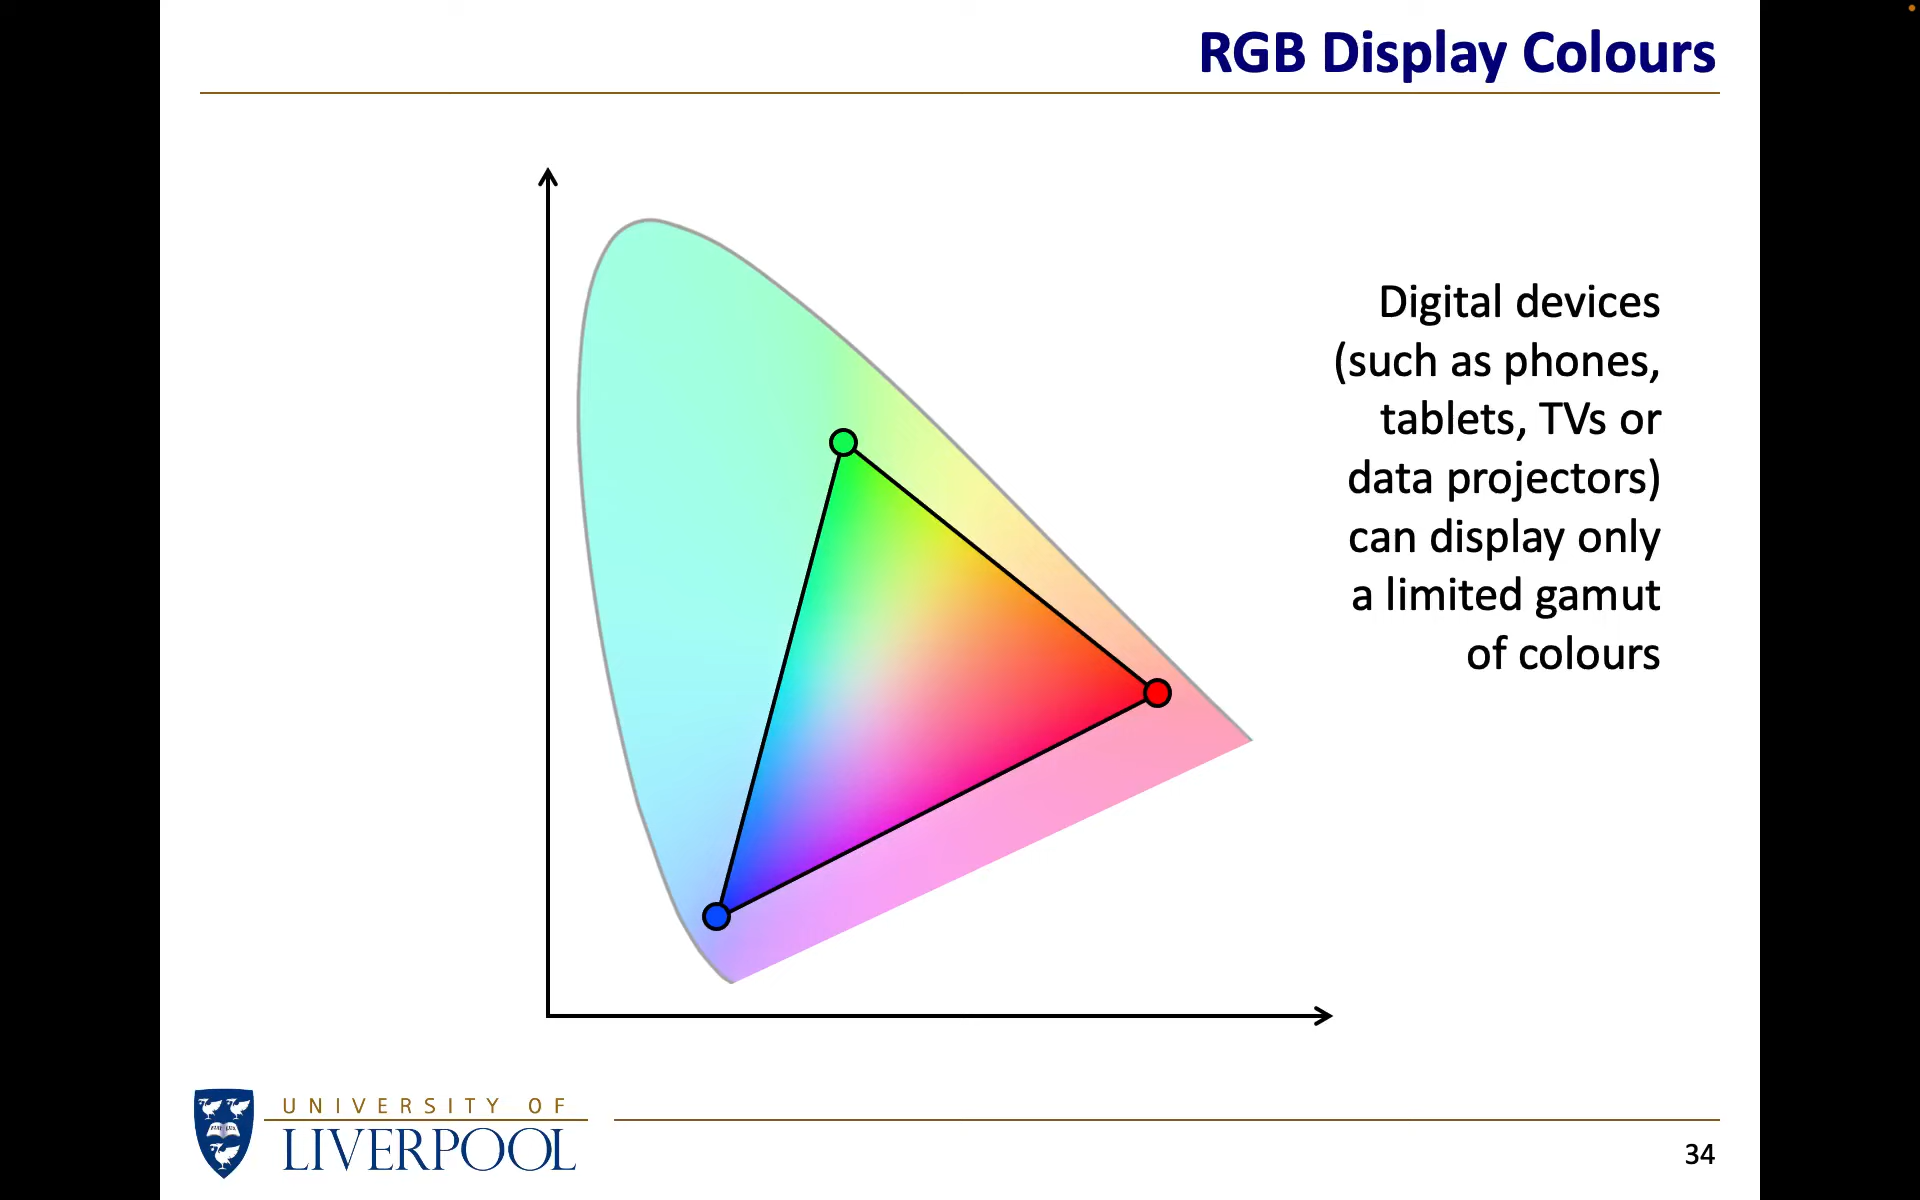 RGB Display Colours
Digital devices
(such as phones,
tablets, TVs or
data projectors)
can display only
a limited gamut
of colours
UNIVERSITY OF
LIVERPOOL
34